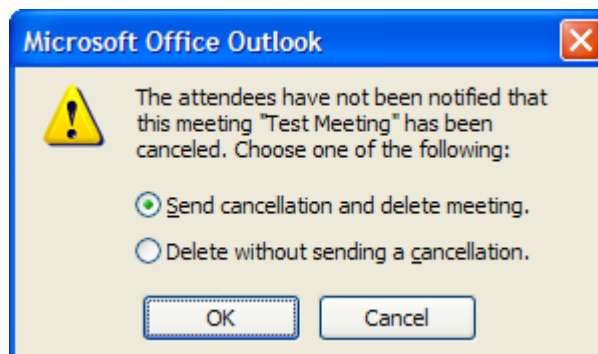 Microsoft Office Outlook
The attendees have not been notified that
this meeting "Test Meeting" has been
canceled. Choose one of the following:
Send cancellation and delete meeting.
Delete without sending a cancellation.
OK
Cancel